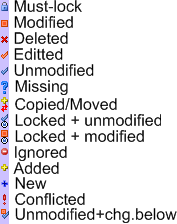 Must-lock
Modified
Deleted
Editted
Unmodified
Missing
Copied/Moved
Locked + unmodified
Locked + modified
Ignored
Added
New
Conflicted
Unmodified+chg.below